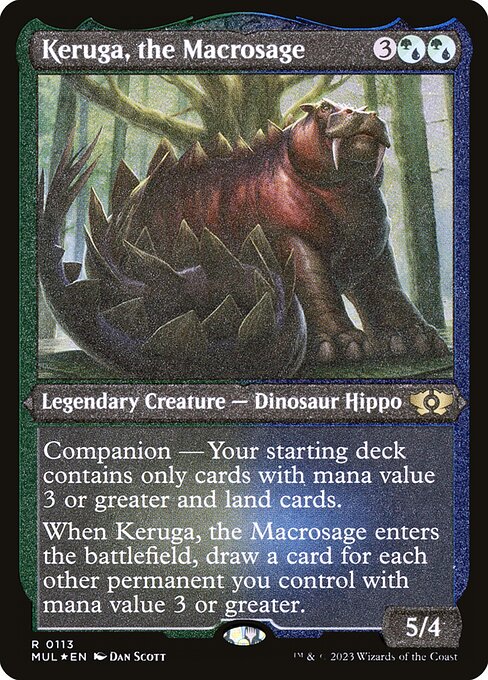 Keruga, the Macrosage 3
Legendary Creature — Dinosaur Hippo
Companion — Your starting deck
contains only cards with mana value
3 or greater and land cards.
When Keruga, the Macrosage enters
the battlefield, draw a card for each
other permanent you control with
mana value 3 or greater.
5/4
R 0113
MUL ★ EN Dan Scott
™ & © 2023 Wizards of the Coast